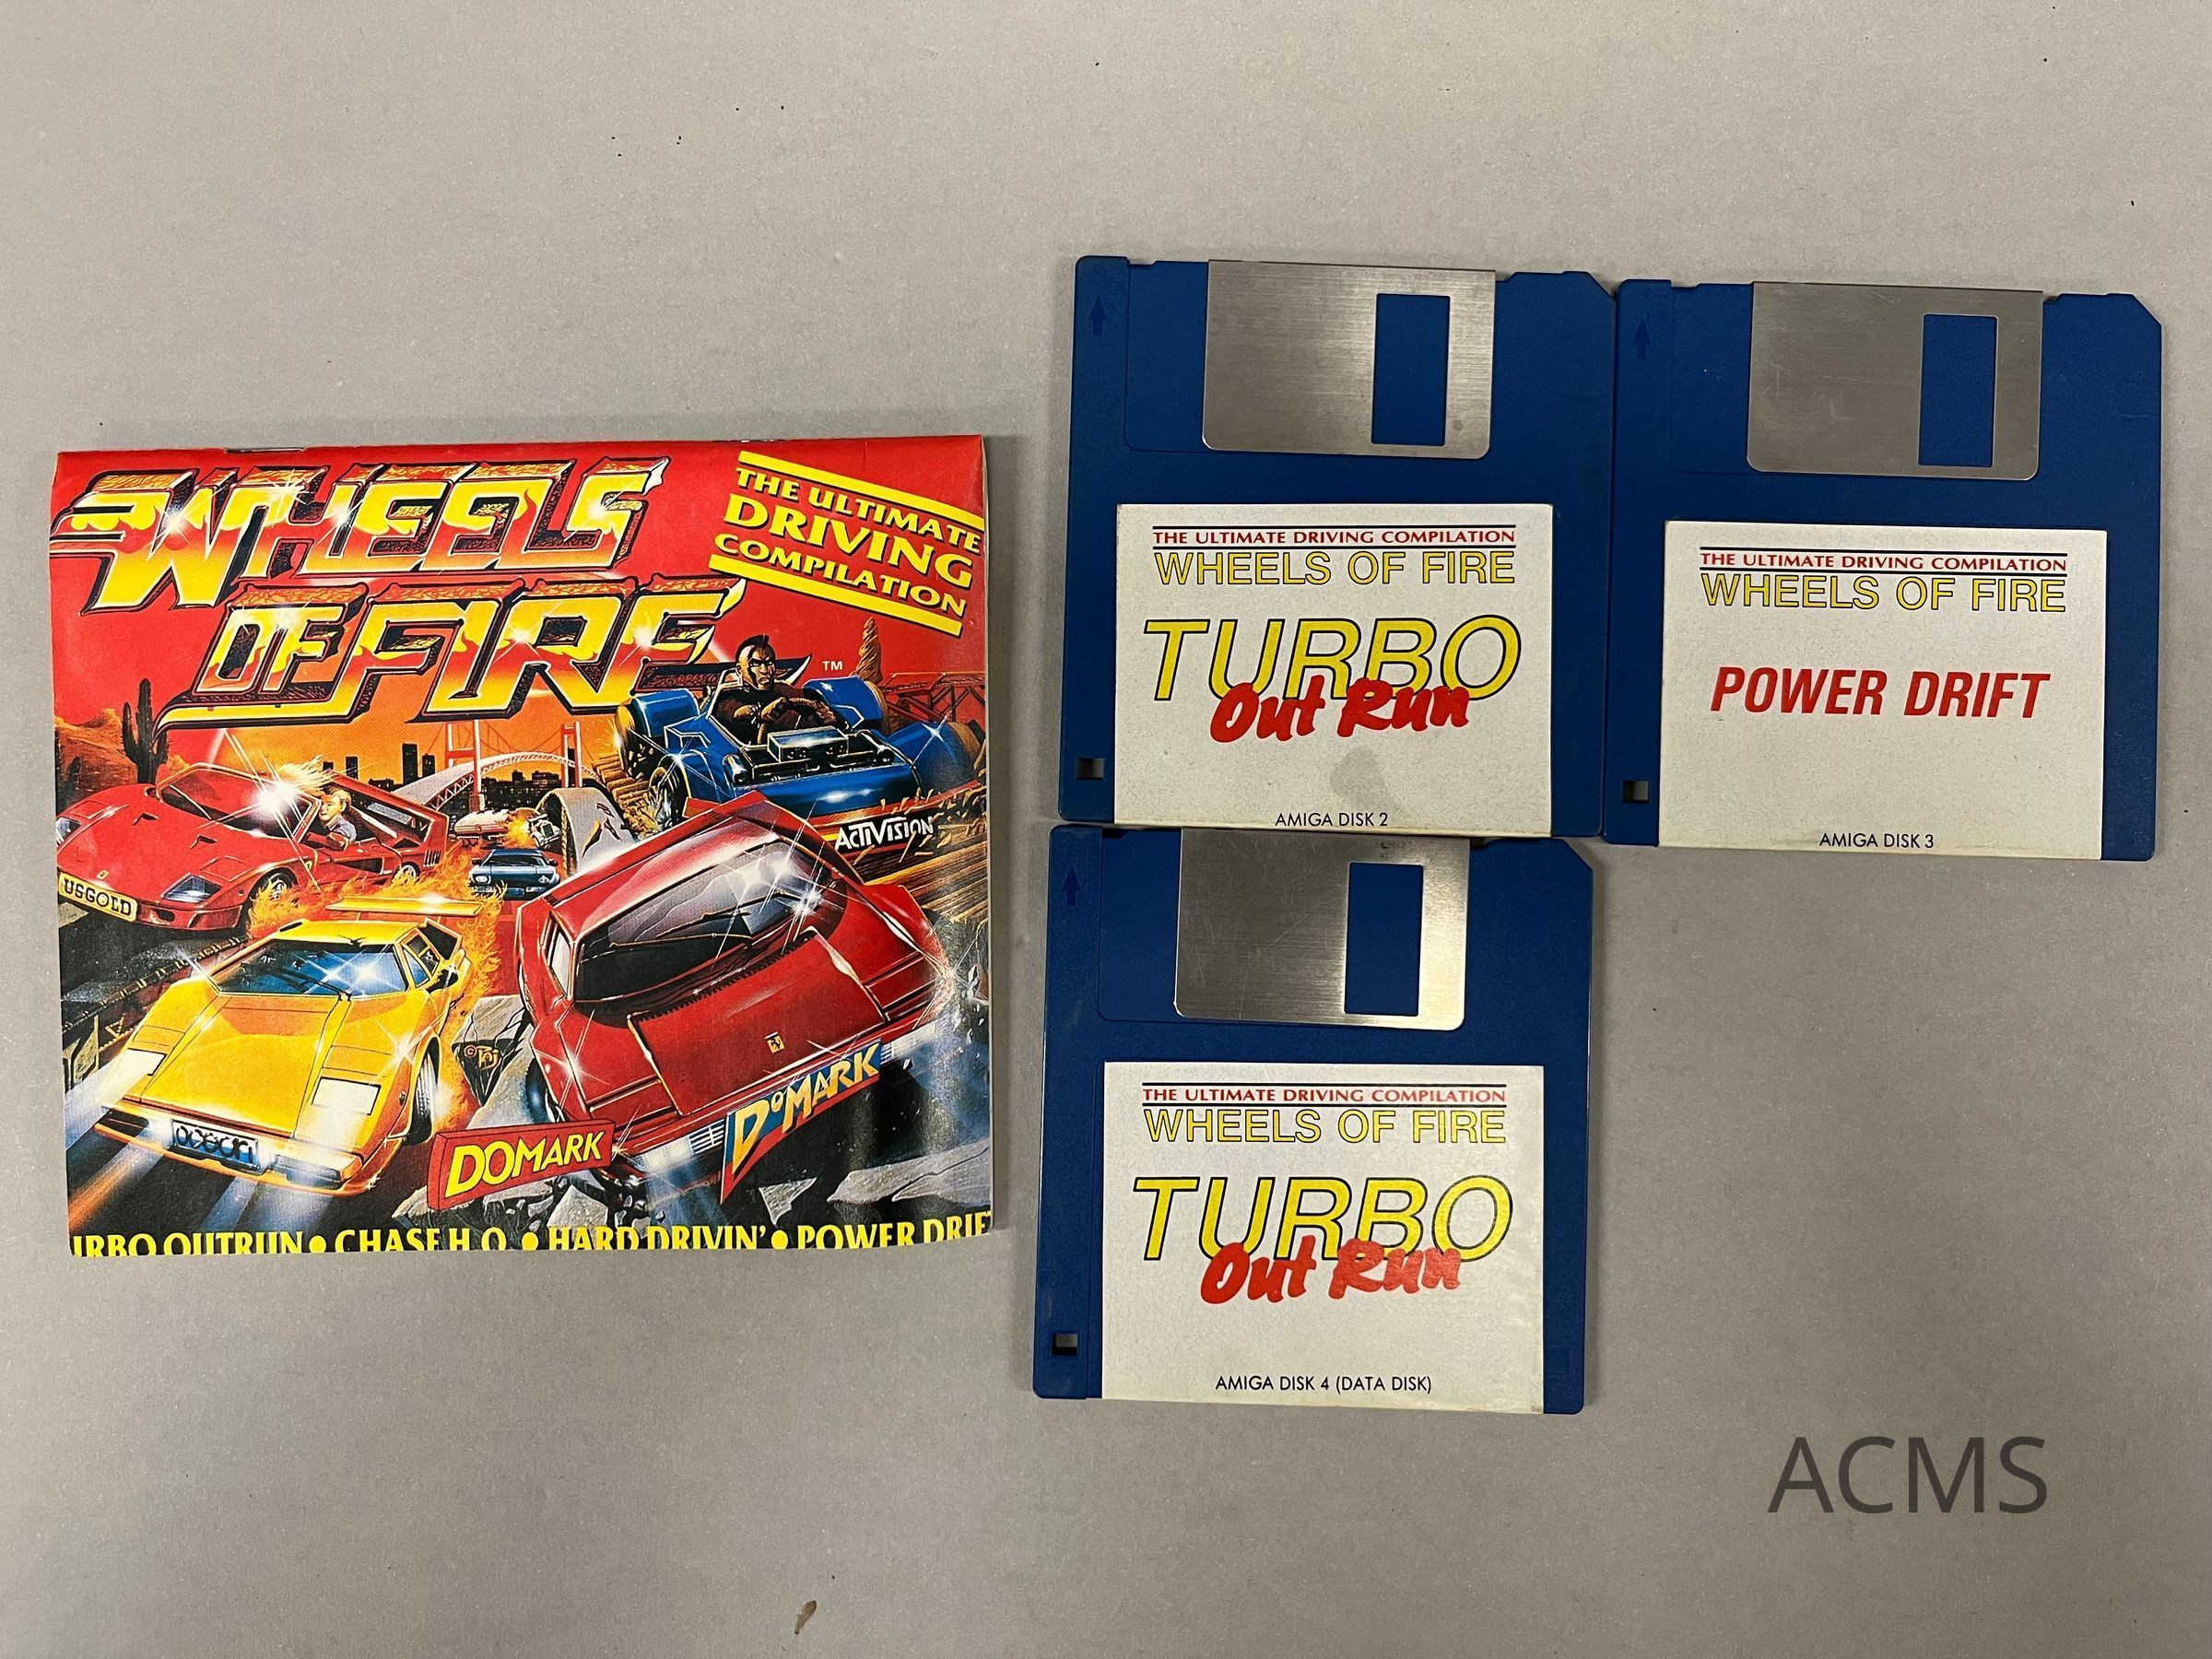 WHEELS
OF FIRE
TM
THE ULTIMATE
DRIVING
COMPILATION
ACTIVISION
USGOLD
ocean
DOMARK
DOMARK
URBO OUTRUN • CHASE H.Q. • HARD DRIVIN' • POWER DRIFT
THE ULTIMATE DRIVING COMPILATION
WHEELS OF FIRE
TURBO
Out Run
AMIGA DISK 2
THE ULTIMATE DRIVING COMPILATION
WHEELS OF FIRE
POWER DRIFT
AMIGA DISK 3
THE ULTIMATE DRIVING COMPILATION
WHEELS OF FIRE
TURBO
Out Run
AMIGA DISK 4 (DATA DISK)
ACMS